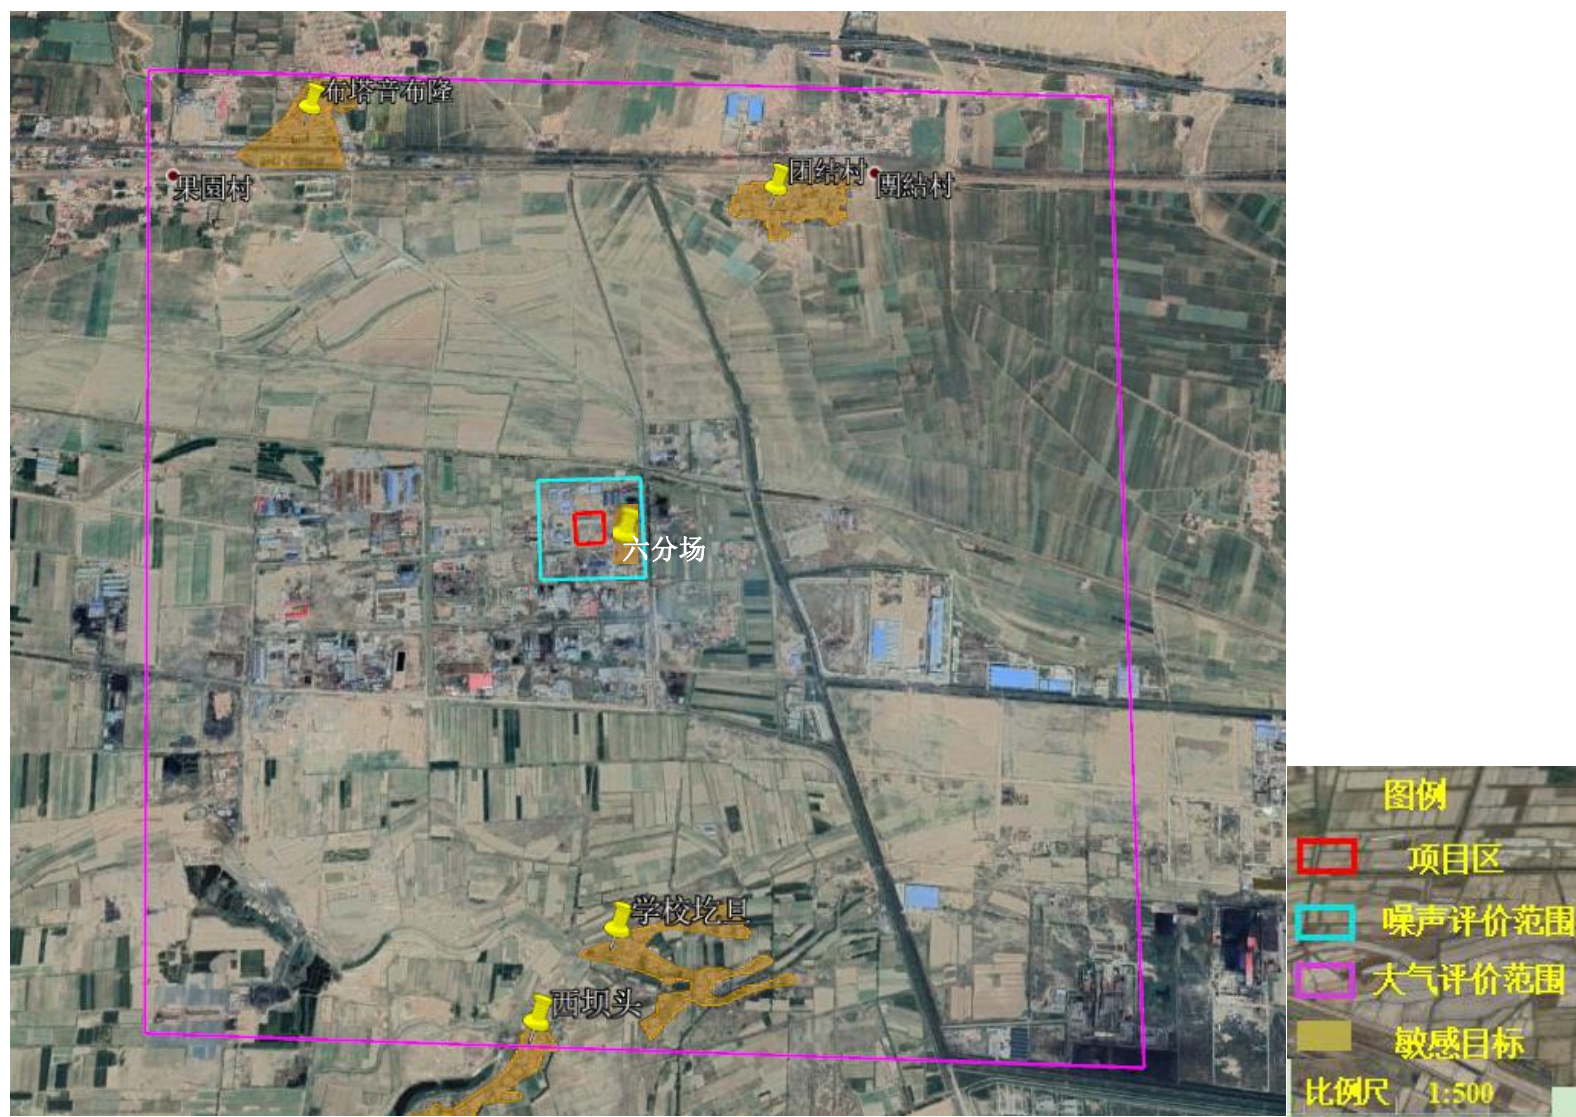 布塔音布隆
果园村
团结村
團結村
六分场
学校圪旦
西坝头
图例
项目区
噪声评价范围
大气评价范围
敏感目标
比例尺 1:500